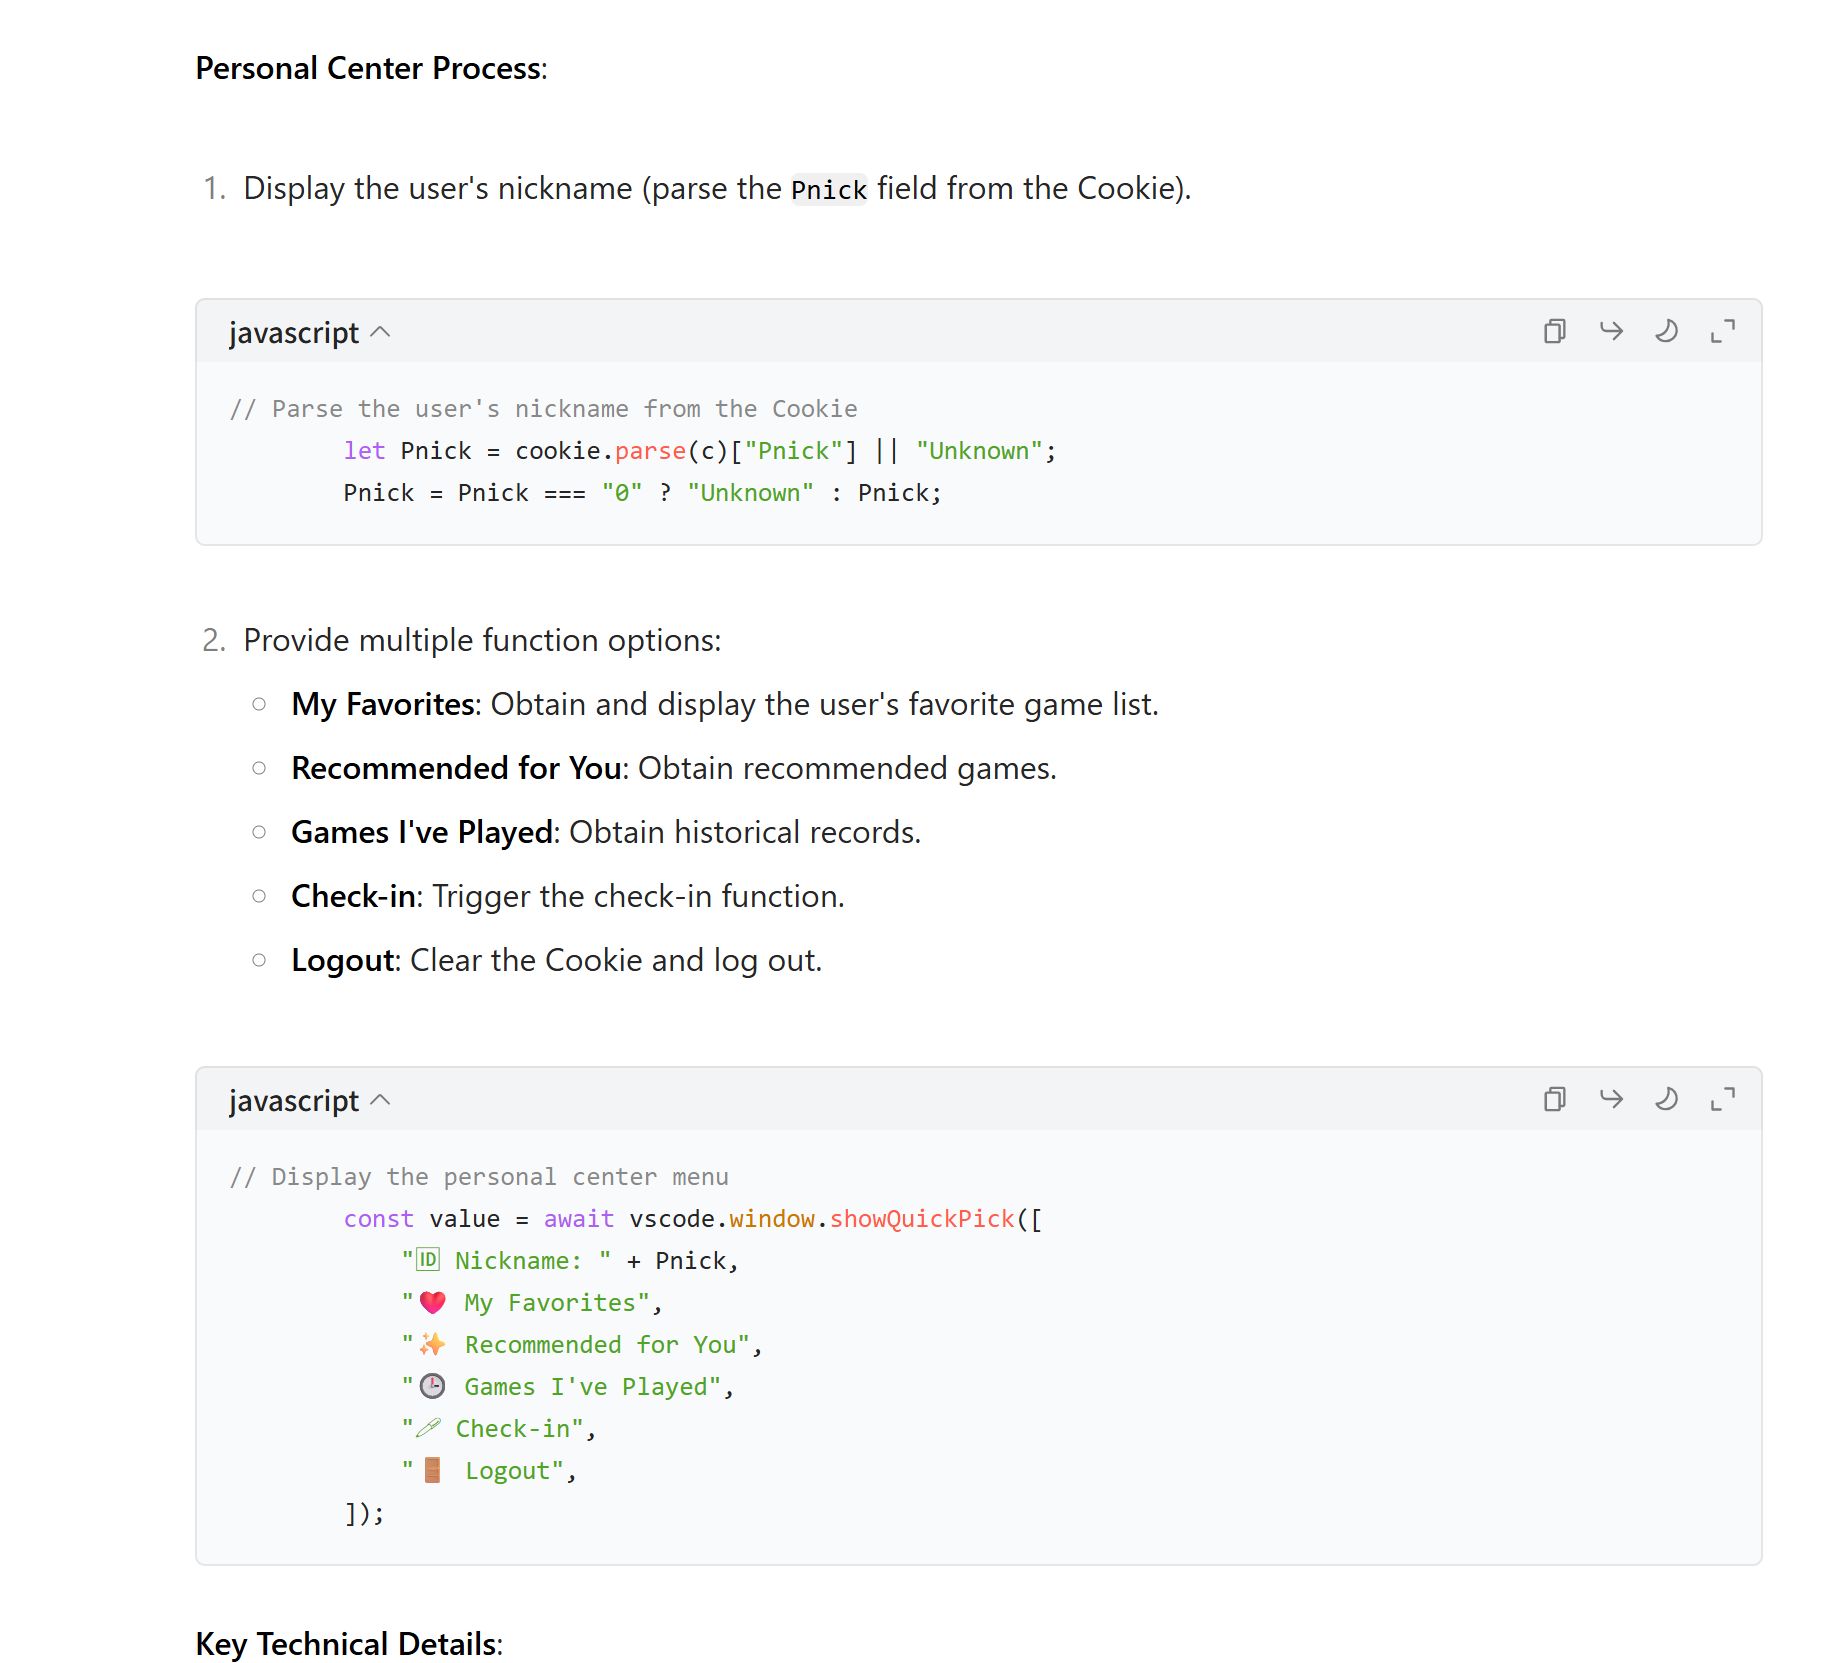 Personal Center Process:
1. Display the user's nickname (parse the Pnick field from the Cookie).
javascript
// Parse the user's nickname from the Cookie
let Pnick = cookie.parse(c)["Pnick"] || "Unknown";
Pnick = Pnick === "0" ? "Unknown" : Pnick;
2. Provide multiple function options:
○ My Favorites: Obtain and display the user's favorite game list.
○ Recommended for You: Obtain recommended games.
○ Games I've Played: Obtain historical records.
○ Check-in: Trigger the check-in function.
○ Logout: Clear the Cookie and log out.
javascript
// Display the personal center menu
const value = await vscode.window.showQuickPick([
"🆔 Nickname: " + Pnick,
"❤️ My Favorites",
"✨ Recommended for You",
"🕒 Games I've Played",
"🖊 Check-in",
"🚪 Logout",
]);
Key Technical Details: